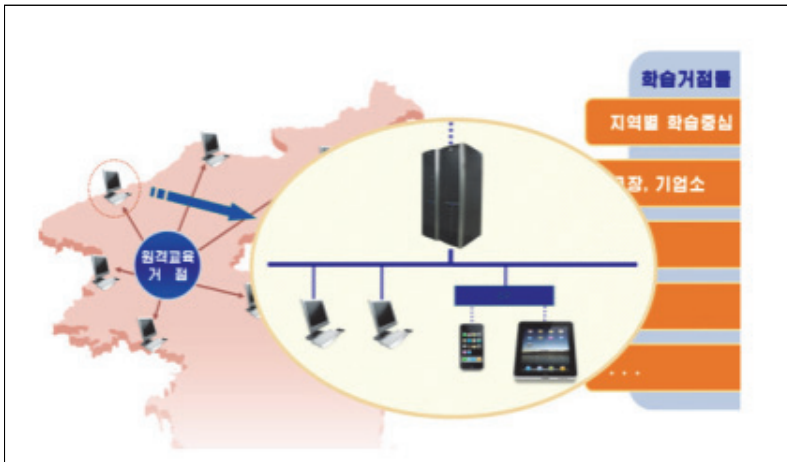 학습거점들
지역별 학습중심
공장, 기업소
원격교육
거 점
. . .